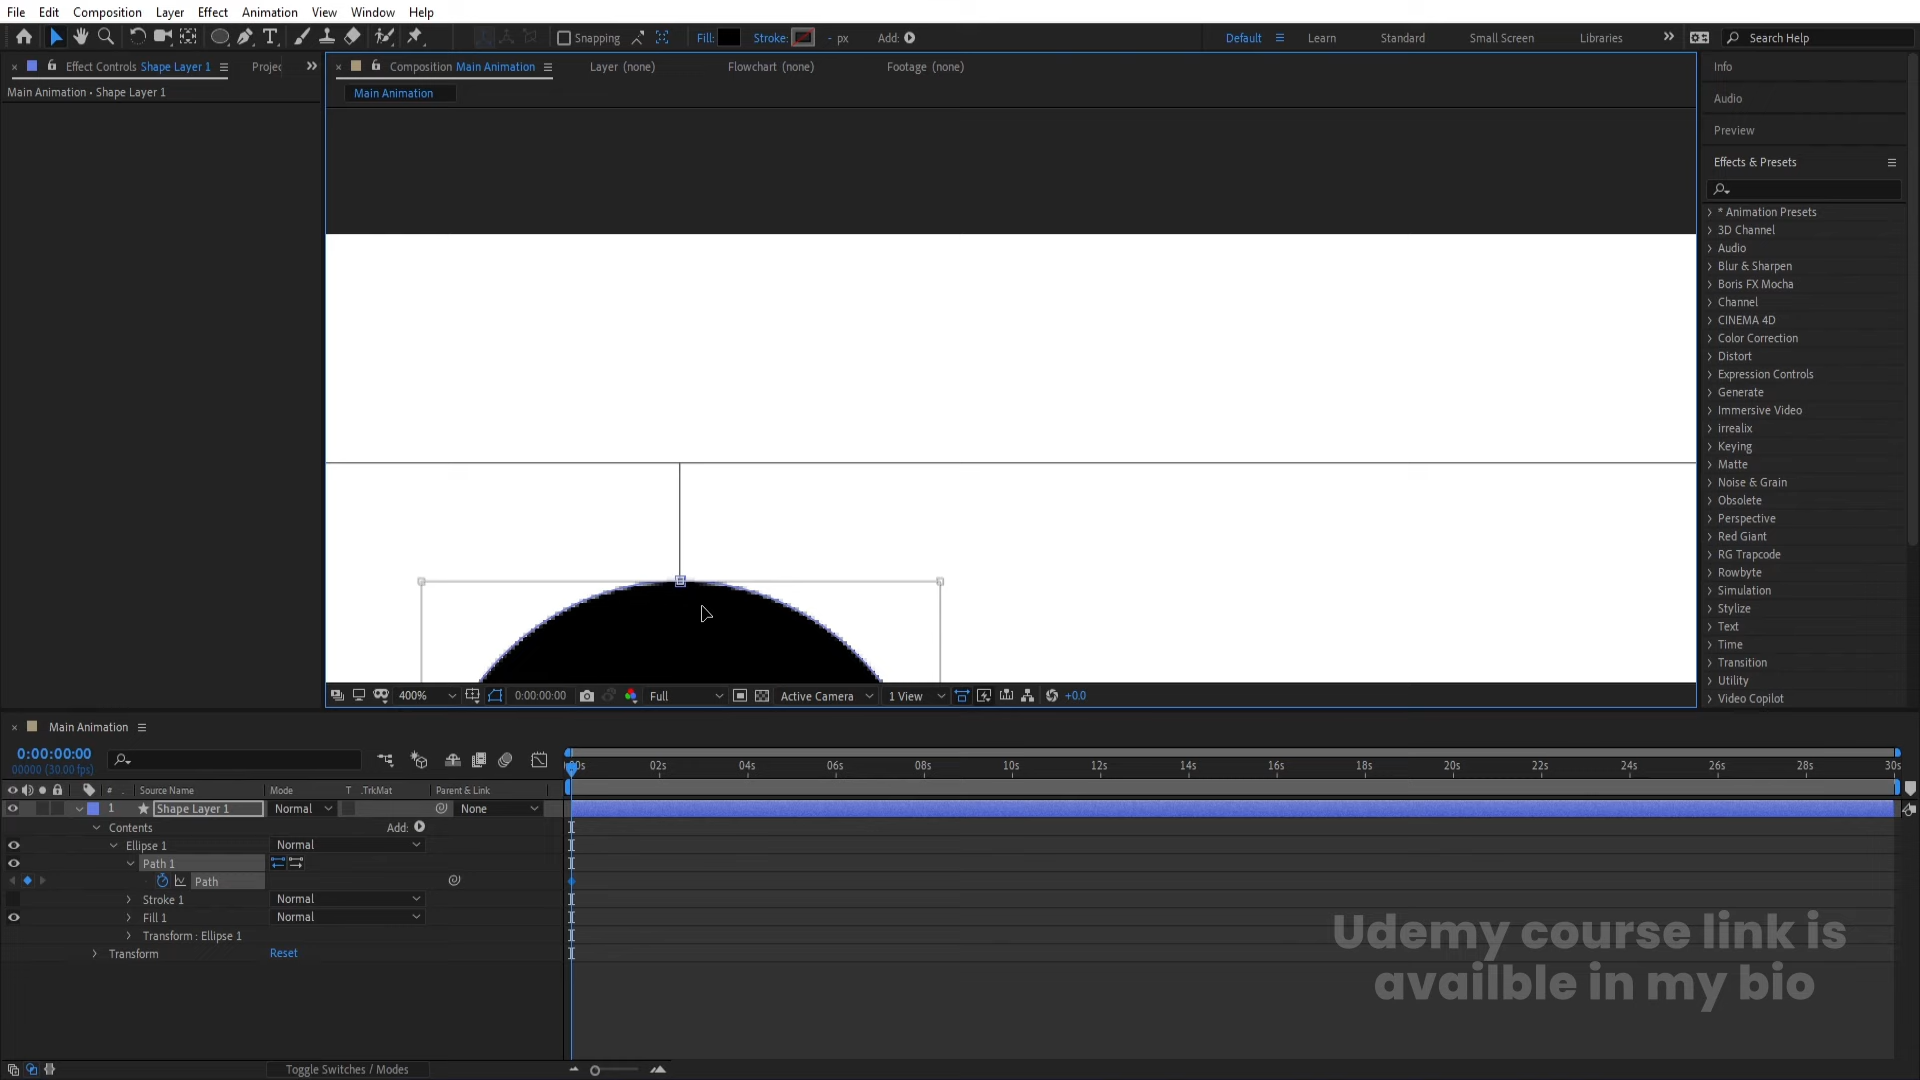 File Edit Composition Layer Effect Animation View Window Help
Snapping Fill: Stroke: - px Add: Default Learn Standard Small Screen Libraries Search Help
Effect Controls Shape Layer 1 Projec Composition Main Animation Layer (none) Flowchart (none) Footage (none) Info
Main Animation • Shape Layer 1 Main Animation
Audio
Preview
Effects & Presets
* Animation Presets
3D Channel
Audio
Blur & Sharpen
Boris FX Mocha
Channel
CINEMA 4D
Color Correction
Distort
Expression Controls
Generate
Immersive Video
irrealix
Keying
Matte
Noise & Grain
Obsolete
Perspective
Red Giant
RG Trapcode
Rowbyte
Simulation
Stylize
Text
Time
Transition
Utility
Video Copilot
400% 0:00:00:00 Full Active Camera 1 View +0.0
Main Animation
0:00:00:00
00000 (30.00 fps)
02s 04s 06s 08s 10s 12s 14s 16s 18s 20s 22s 24s 26s 28s 30s
# Source Name Mode T .TrkMat Parent & Link
1 Shape Layer 1 Normal None
Contents Add:
Ellipse 1 Normal
Path 1
Path
Stroke 1 Normal
Fill 1 Normal
Transform : Ellipse 1
Transform Reset
Udemy course link is
availble in my bio
Toggle Switches / Modes